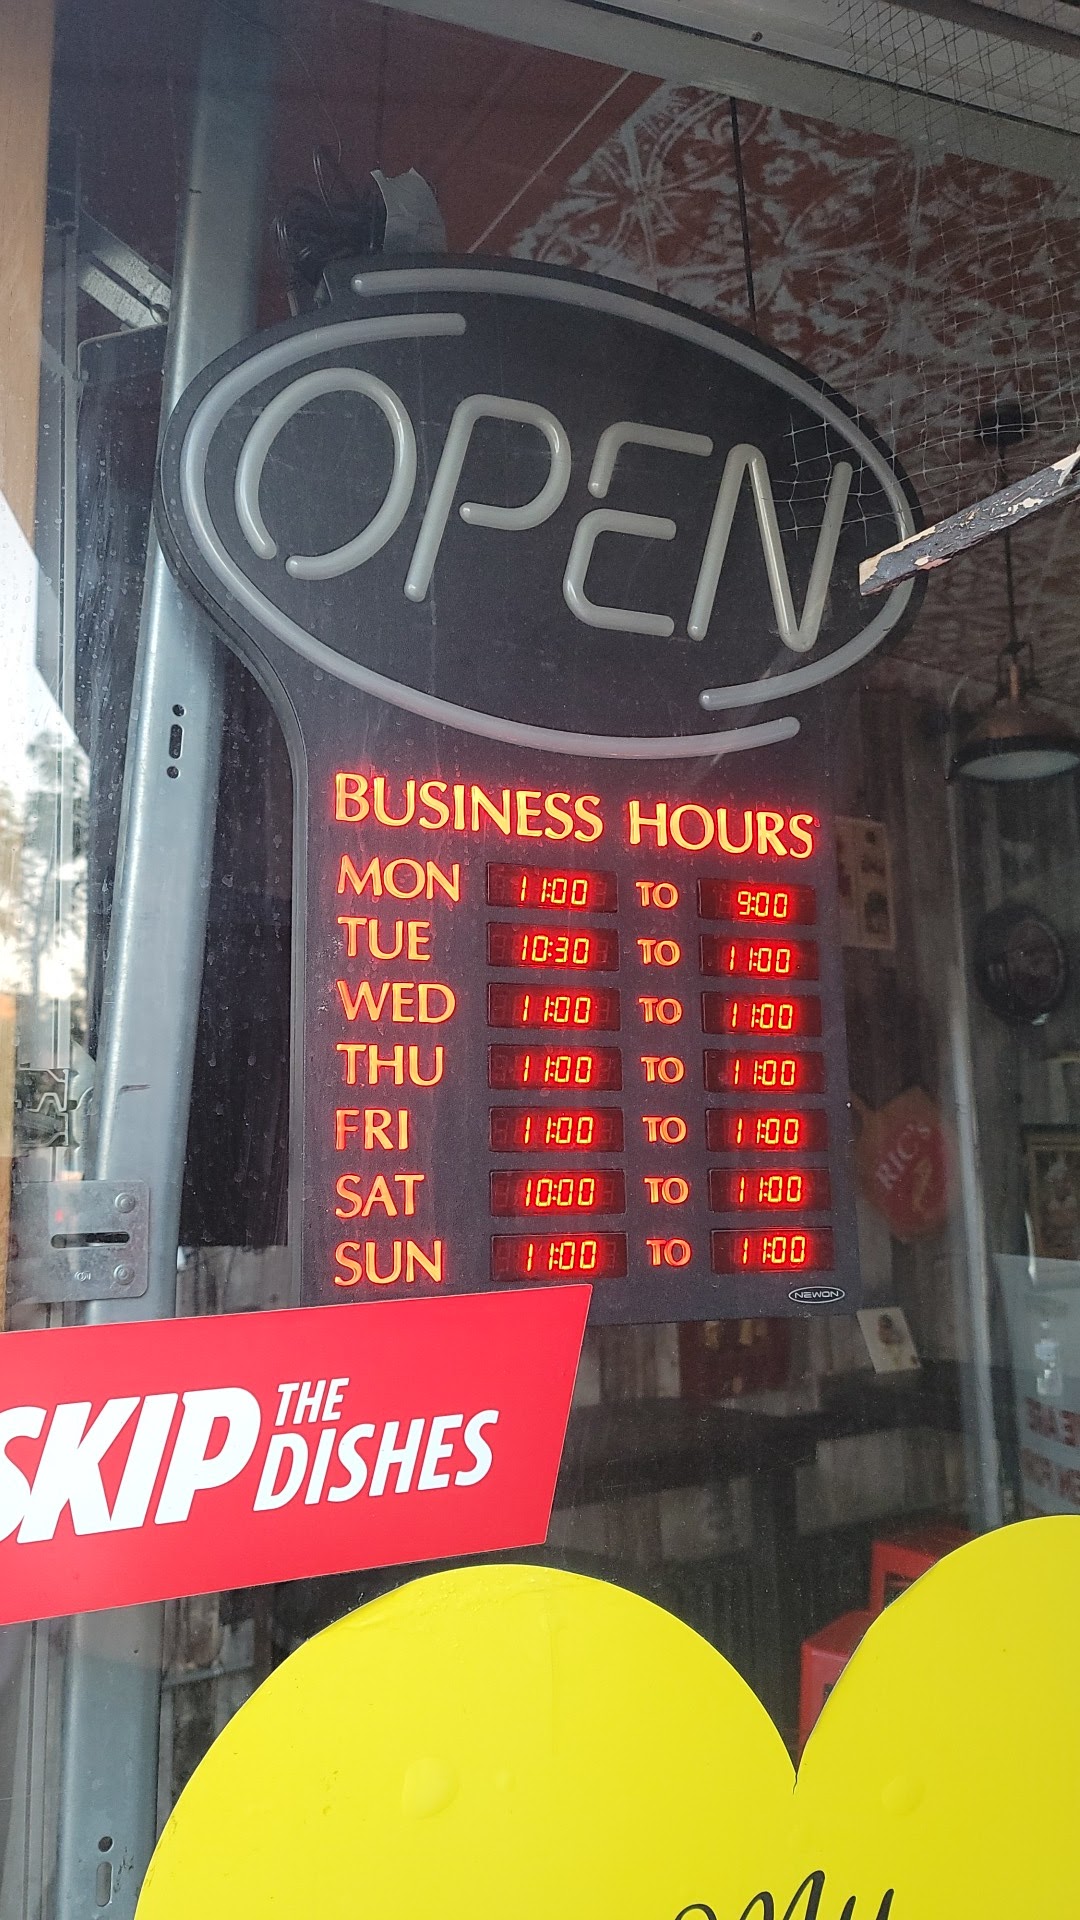 OPEN
BUSINESS HOURS
MON 11:00 TO 9:00
TUE 10:30 TO 11:00
WED 11:00 TO 11:00
THU 11:00 TO 11:00
FRI 11:00 TO 11:00
SAT 10:00 TO 11:00
SUN 11:00 TO 11:00
NEWON
RIC'S
SKIP THE DISHES
My